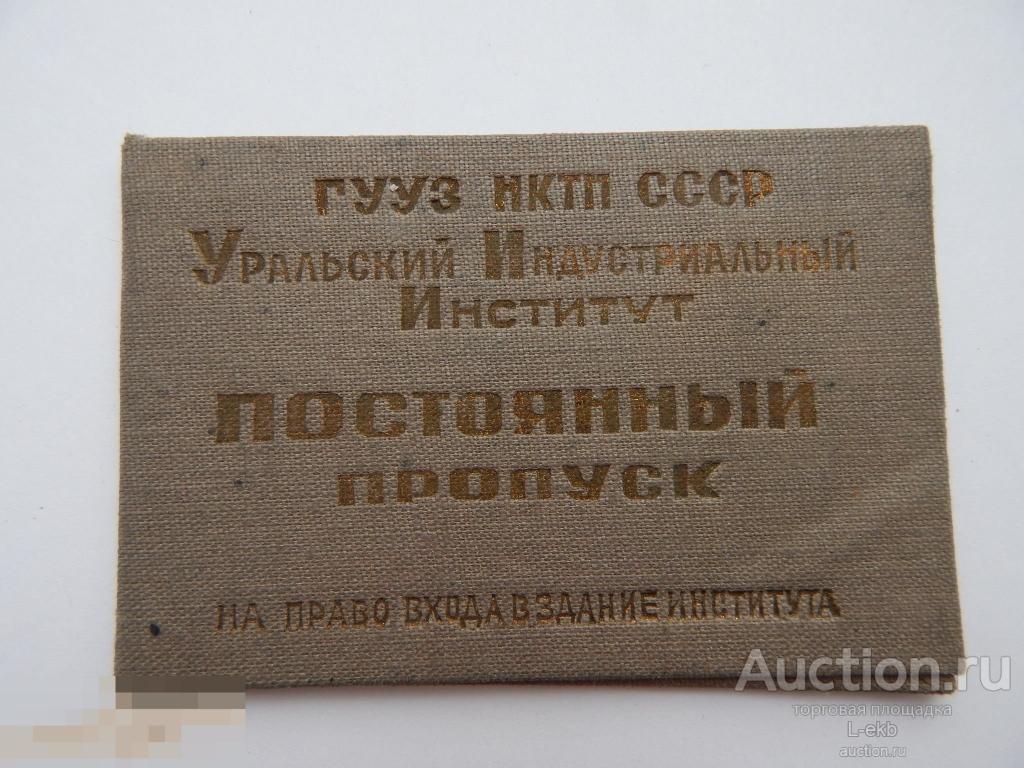 ГУУЗ НКТП СССР
Уральский Индустриальный
Институт
ПОСТОЯННЫЙ
ПРОПУСК
НА ПРАВО ВХОДА В ЗДАНИЕ ИНСТИТУТА
Auction.ru
торговая площадка
L-ekb
auction.ru